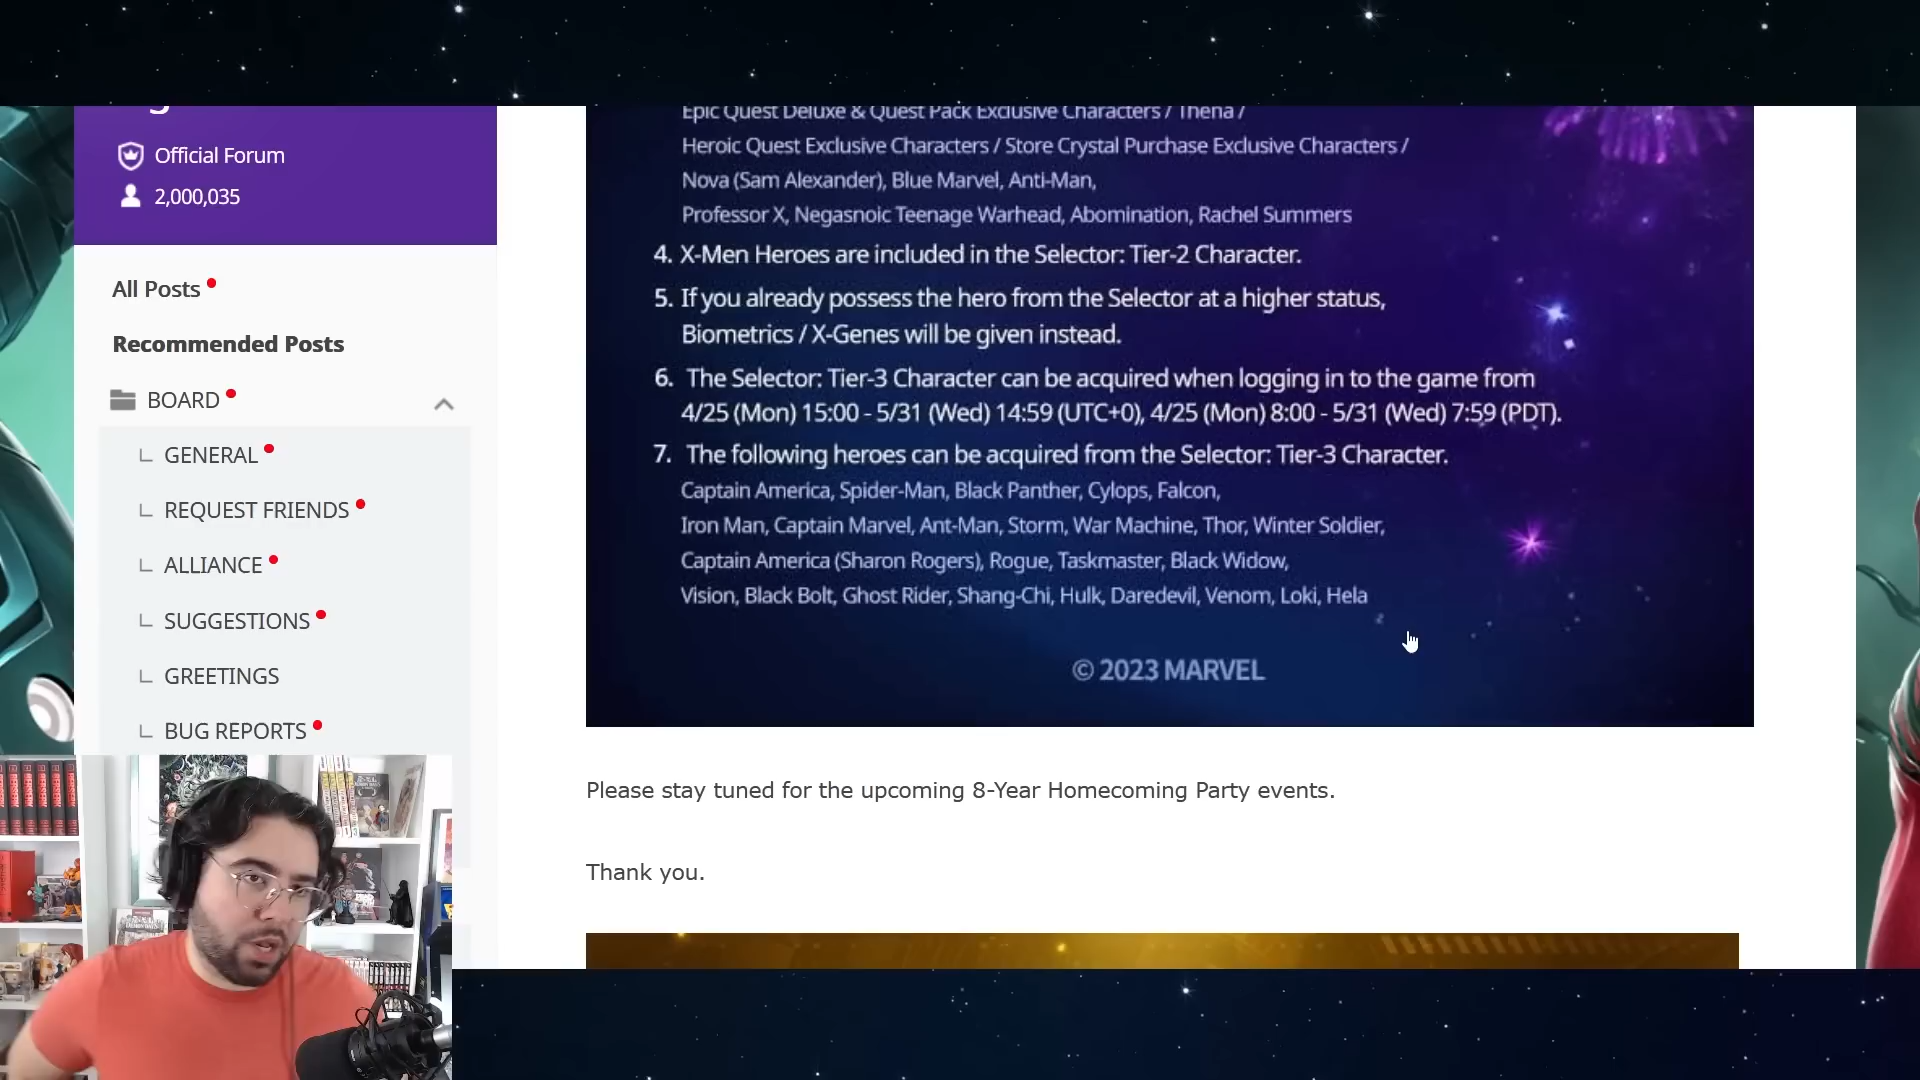 Official Forum
2,000,035
All Posts
Recommended Posts
BOARD
GENERAL
REQUEST FRIENDS
ALLIANCE
SUGGESTIONS
GREETINGS
BUG REPORTS
Epic Quest Deluxe & Quest Pack Exclusive Characters / Thena /
Heroic Quest Exclusive Characters / Store Crystal Purchase Exclusive Characters /
Nova (Sam Alexander), Blue Marvel, Anti-Man,
Professor X, Negasnoic Teenage Warhead, Abomination, Rachel Summers
4. X-Men Heroes are included in the Selector: Tier-2 Character.
5. If you already possess the hero from the Selector at a higher status,
Biometrics / X-Genes will be given instead.
6. The Selector: Tier-3 Character can be acquired when logging in to the game from
4/25 (Mon) 15:00 - 5/31 (Wed) 14:59 (UTC+0), 4/25 (Mon) 8:00 - 5/31 (Wed) 7:59 (PDT).
7. The following heroes can be acquired from the Selector: Tier-3 Character.
Captain America, Spider-Man, Black Panther, Cylops, Falcon,
Iron Man, Captain Marvel, Ant-Man, Storm, War Machine, Thor, Winter Soldier,
Captain America (Sharon Rogers), Rogue, Taskmaster, Black Widow,
Vision, Black Bolt, Ghost Rider, Shang-Chi, Hulk, Daredevil, Venom, Loki, Hela
© 2023 MARVEL
Please stay tuned for the upcoming 8-Year Homecoming Party events.
Thank you.